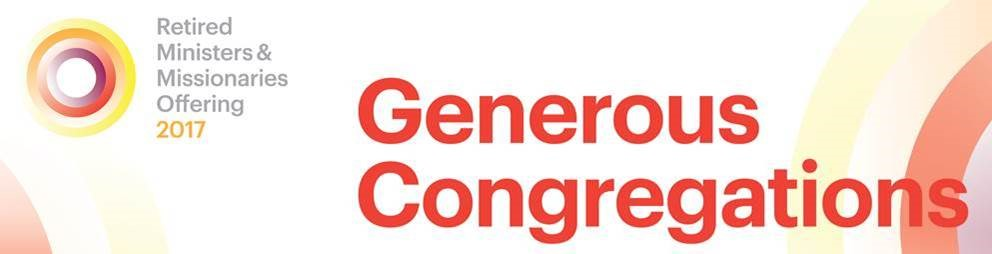 Retired
Ministers &
Missionaries
Offering
2017
Generous
Congregations